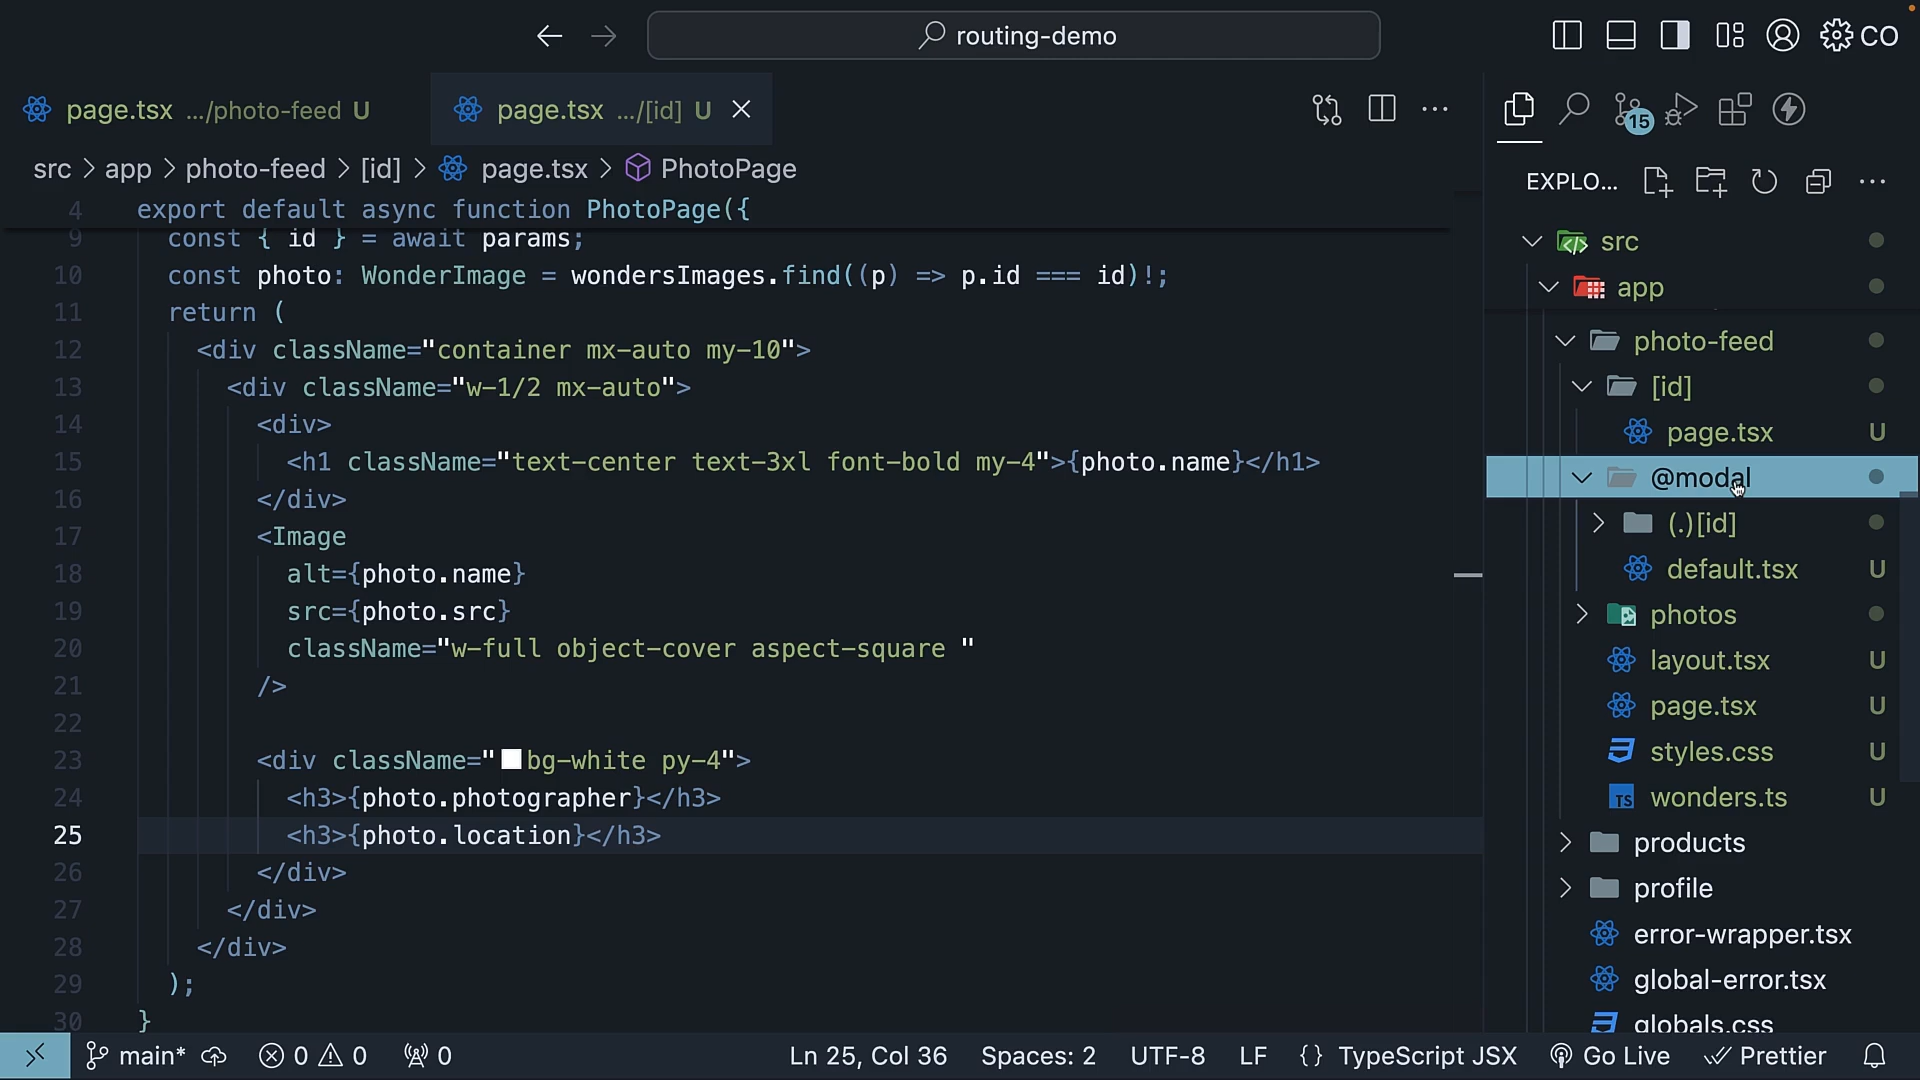 routing-demo
CO
page.tsx .../photo-feed U
page.tsx .../[id] U
15
src > app > photo-feed > [id] > page.tsx > PhotoPage
EXPLO...
4 export default async function PhotoPage({
9 const { id } = await params;
10 const photo: WonderImage = wondersImages.find((p) => p.id === id)!;
11 return (
12 <div className="container mx-auto my-10">
13 <div className="w-1/2 mx-auto">
14 <div>
15 <h1 className="text-center text-3xl font-bold my-4">{photo.name}</h1>
16 </div>
17 <Image
18 alt={photo.name}
19 src={photo.src}
20 className="w-full object-cover aspect-square "
21 />
22
23 <div className="bg-white py-4">
24 <h3>{photo.photographer}</h3>
25 <h3>{photo.location}</h3>
26 </div>
27 </div>
28 </div>
29 );
30 }
src
app
photo-feed
[id]
page.tsx U
@modal
(.)[id]
default.tsx U
photos
layout.tsx U
page.tsx U
styles.css U
wonders.ts U
products
profile
error-wrapper.tsx
global-error.tsx
globals.css
main* 0 0 0 Ln 25, Col 36 Spaces: 2 UTF-8 LF {} TypeScript JSX Go Live Prettier